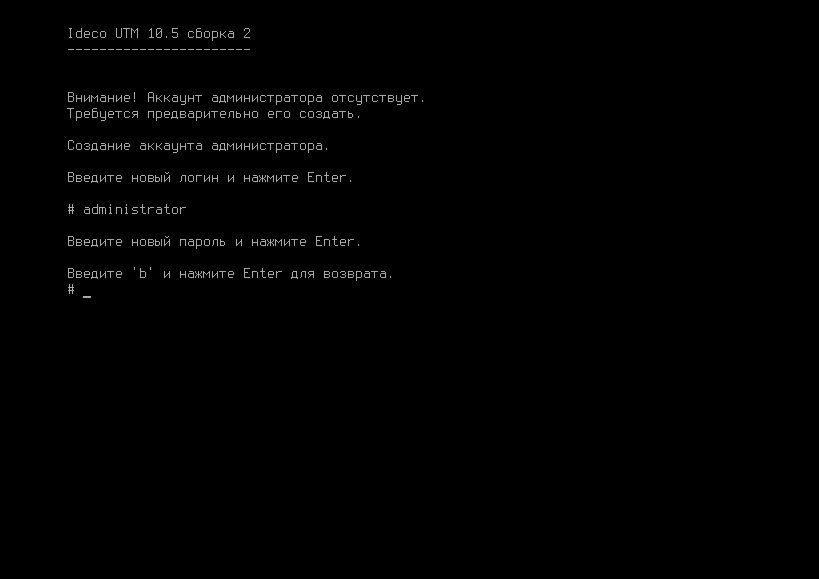 Ideco UTM 10.5 сборка 2
-----------------------
Внимание! Аккаунт администратора отсутствует.
Требуется предварительно его создать.
Создание аккаунта администратора.
Введите новый логин и нажмите Enter.
# administrator
Введите новый пароль и нажмите Enter.
Введите 'b' и нажмите Enter для возврата.
# _